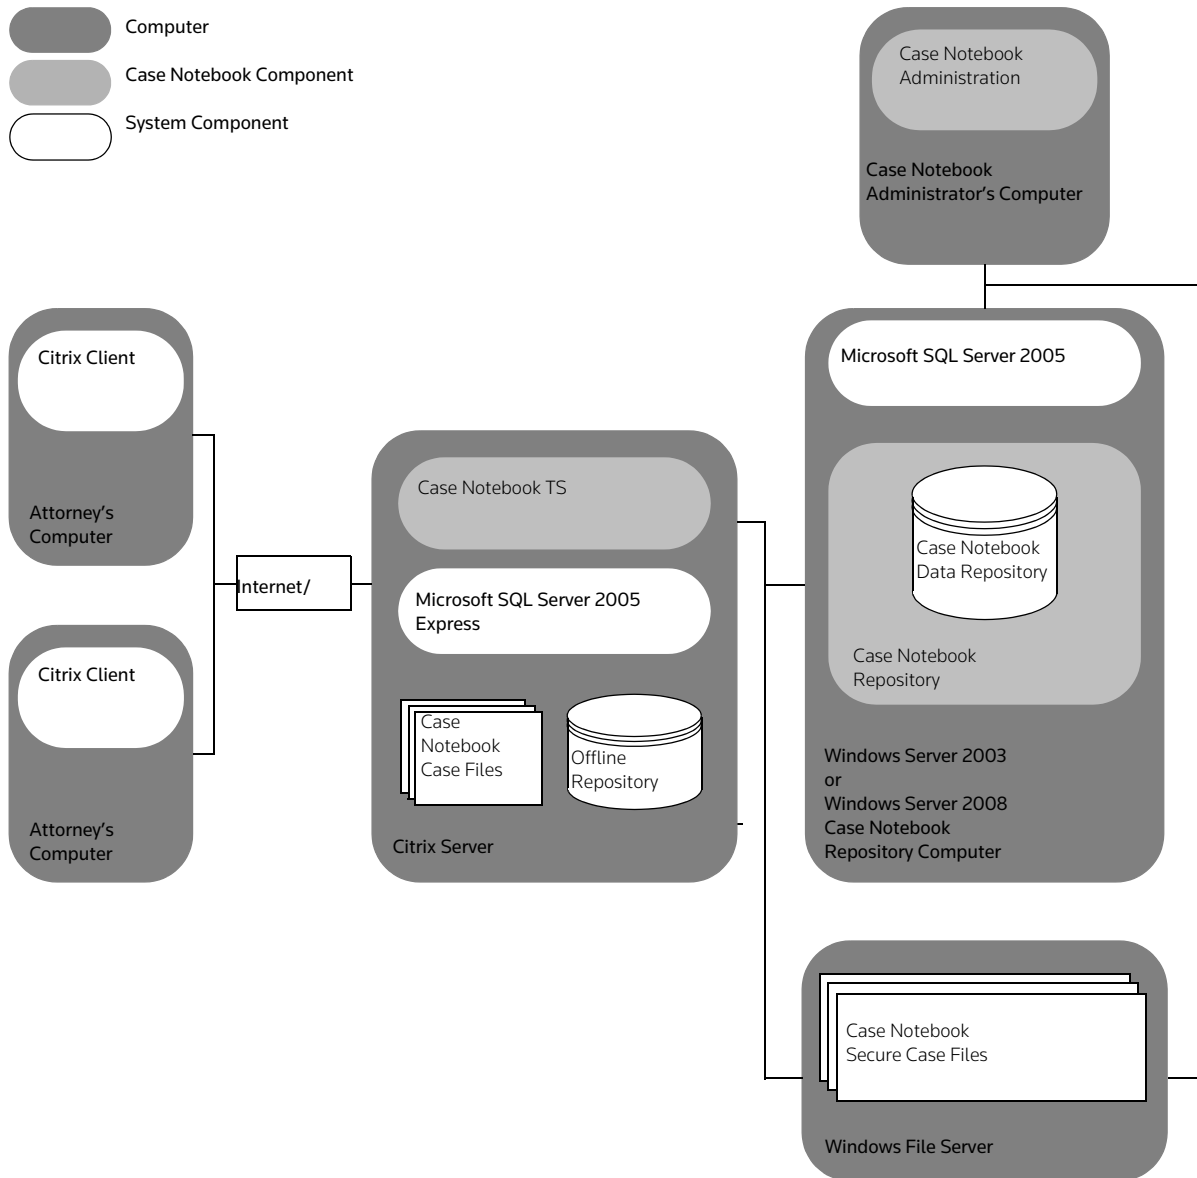 Computer
Case Notebook Component
System Component
Case Notebook
Administration
Case Notebook
Administrator's Computer
Citrix Client
Attorney's
Computer
Citrix Client
Attorney's
Computer
Internet/
Case Notebook TS
Microsoft SQL Server 2005
Express
Case
Notebook
Case Files
Offline
Repository
Citrix Server
Microsoft SQL Server 2005
Case Notebook
Data Repository
Case Notebook
Repository
Windows Server 2003
or
Windows Server 2008
Case Notebook
Repository Computer
Case Notebook
Secure Case Files
Windows File Server